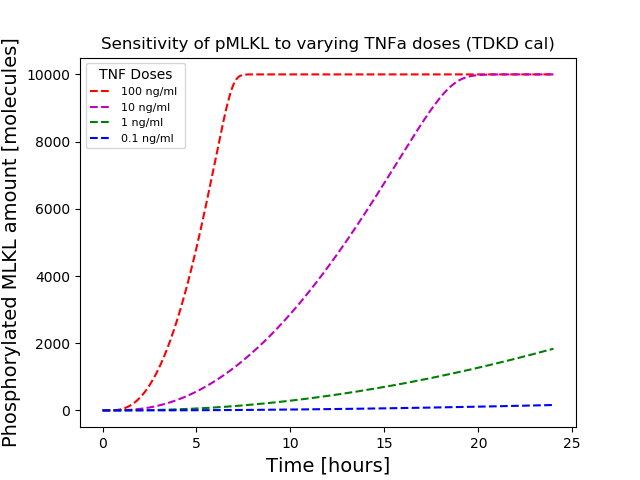 Sensitivity of pMLKL to varying TNFa doses (TDKD cal)
Phosphorylated MLKL amount [molecules]
10000
8000
6000
4000
2000
0
TNF Doses
100 ng/ml
10 ng/ml
1 ng/ml
0.1 ng/ml
0 5 10 15 20 25
Time [hours]